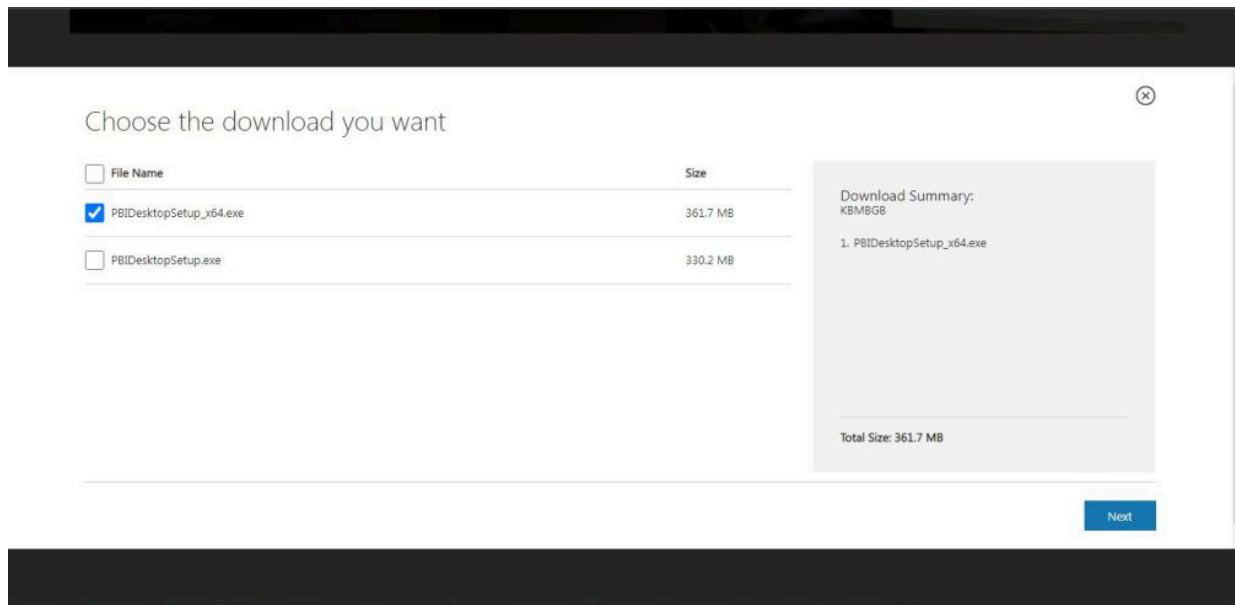 Choose the download you want
File Name Size
PBIDesktopSetup_x64.exe 361.7 MB
PBIDesktopSetup.exe 330.2 MB
Download Summary:
KBMBGB
1. PBIDesktopSetup_x64.exe
Total Size: 361.7 MB
Next